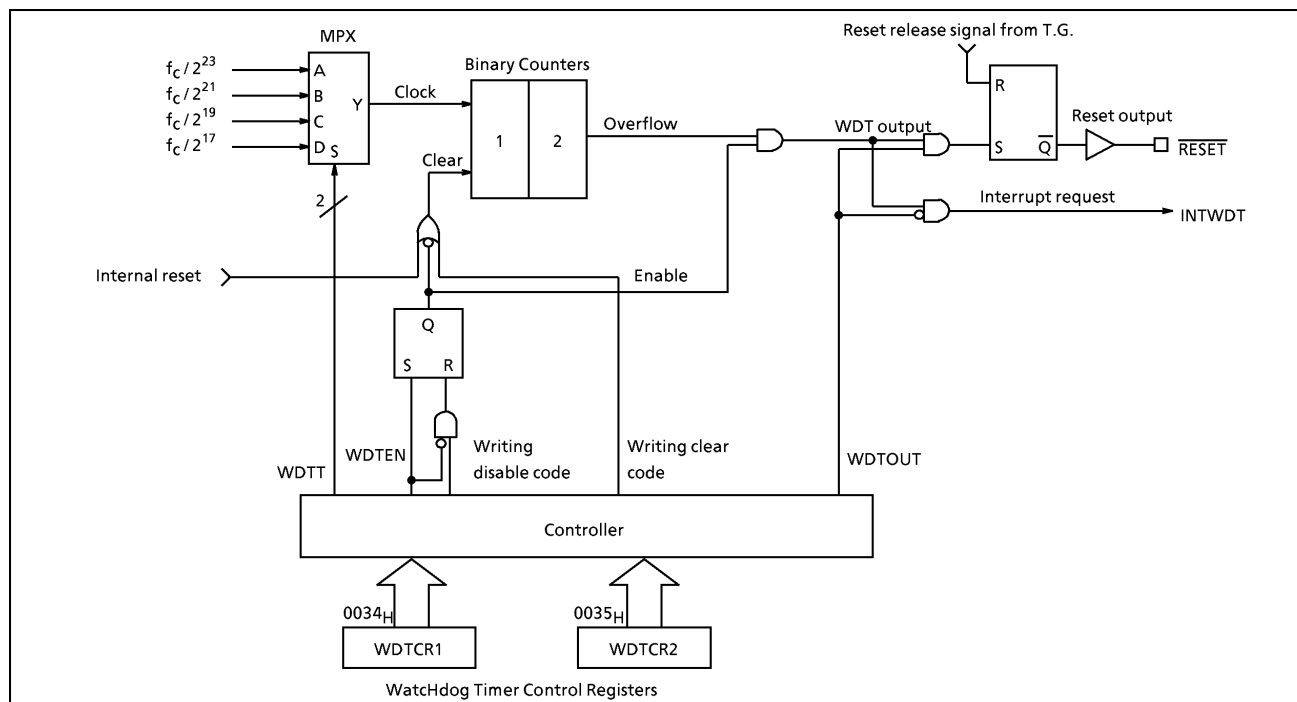 MPX
Reset release signal from T.G.
Binary Counters
fc/2^23
A
fc/2^21
B
Y
Clock
fc/2^19
C
fc/2^17
D
S
1
2
Overflow
Clear
WDT output
R
S
Q̅
Reset output
R̅E̅S̅E̅T̅
2
Interrupt request
INTWDT
Internal reset
Enable
Q
S
R
WDTT
WDTEN
Writing
disable code
Writing clear
code
WDTOUT
Controller
0034H
0035H
WDTCR1
WDTCR2
WatcHdog Timer Control Registers